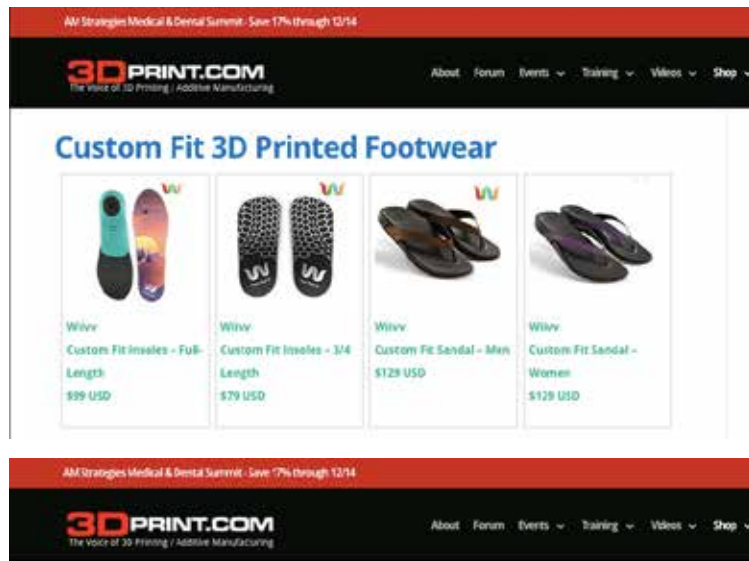 AM Strategies Medical & Dental Summit - Save 17% through 12/14
3DPRINT.COM
The Voice of 3D Printing / Additive Manufacturing
About Forum Events Training Videos Shop
Custom Fit 3D Printed Footwear
Wiivv
Custom Fit Insoles – Full-
Length
$99 USD
Wiivv
Custom Fit Insoles – 3/4
Length
$79 USD
Wiivv
Custom Fit Sandal – Men
$129 USD
Wiivv
Custom Fit Sandal –
Women
$129 USD
AM Strategies Medical & Dental Summit - Save 17% through 12/14
3DPRINT.COM
The Voice of 3D Printing / Additive Manufacturing
About Forum Events Training Videos Shop